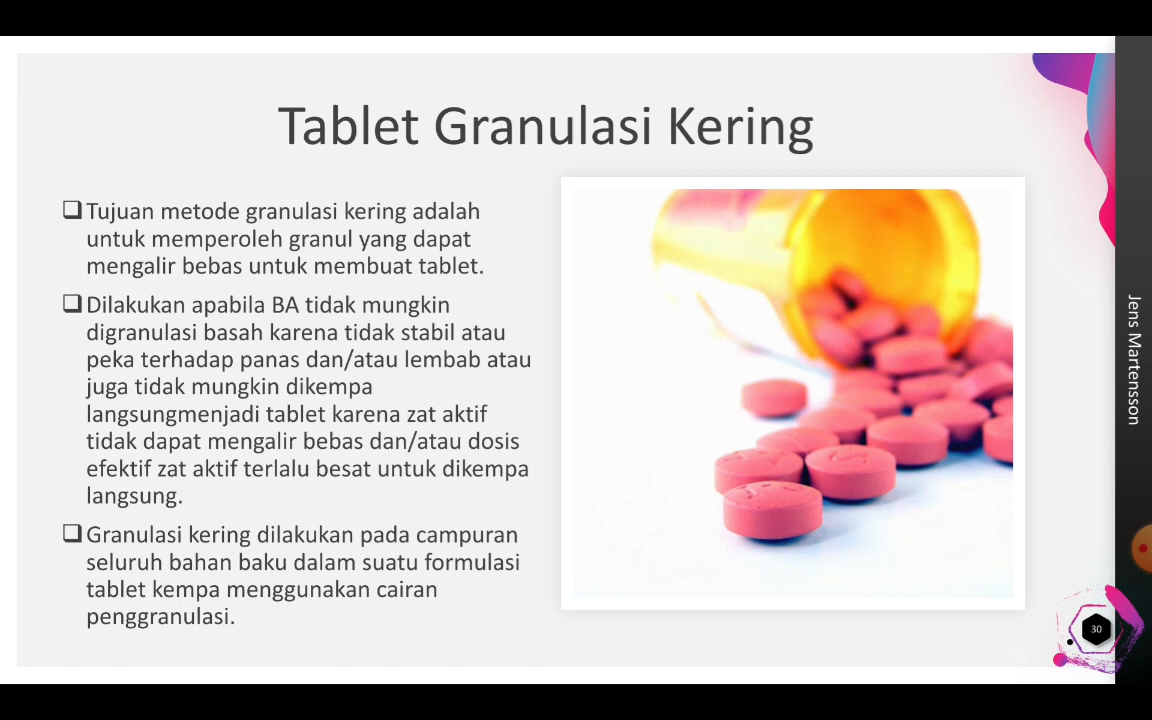 Tablet Granulasi Kering
Tujuan metode granulasi kering adalah
untuk memperoleh granul yang dapat
mengalir bebas untuk membuat tablet.
Dilakukan apabila BA tidak mungkin
digranulasi basah karena tidak stabil atau
peka terhadap panas dan/atau lembab atau
juga tidak mungkin dikempa
langsungmenjadi tablet karena zat aktif
tidak dapat mengalir bebas dan/atau dosis
efektif zat aktif terlalu besat untuk dikempa
langsung.
Granulasi kering dilakukan pada campuran
seluruh bahan baku dalam suatu formulasi
tablet kempa menggunakan cairan
penggranulasi.
Jens Martensson
30